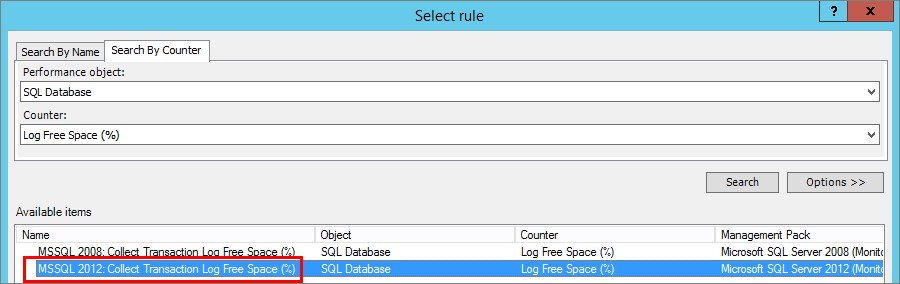 Select rule
? x
Search By Name Search By Counter
Performance object:
SQL Database
Counter:
Log Free Space (%)
Search Options >>
Available items
Name Object Counter Management Pack
MSSQL 2008: Collect Transaction Log Free Space (%) SQL Database Log Free Space (%) Microsoft SQL Server 2008 (Monito
MSSQL 2012: Collect Transaction Log Free Space (%) SQL Database Log Free Space (%) Microsoft SQL Server 2012 (Monito